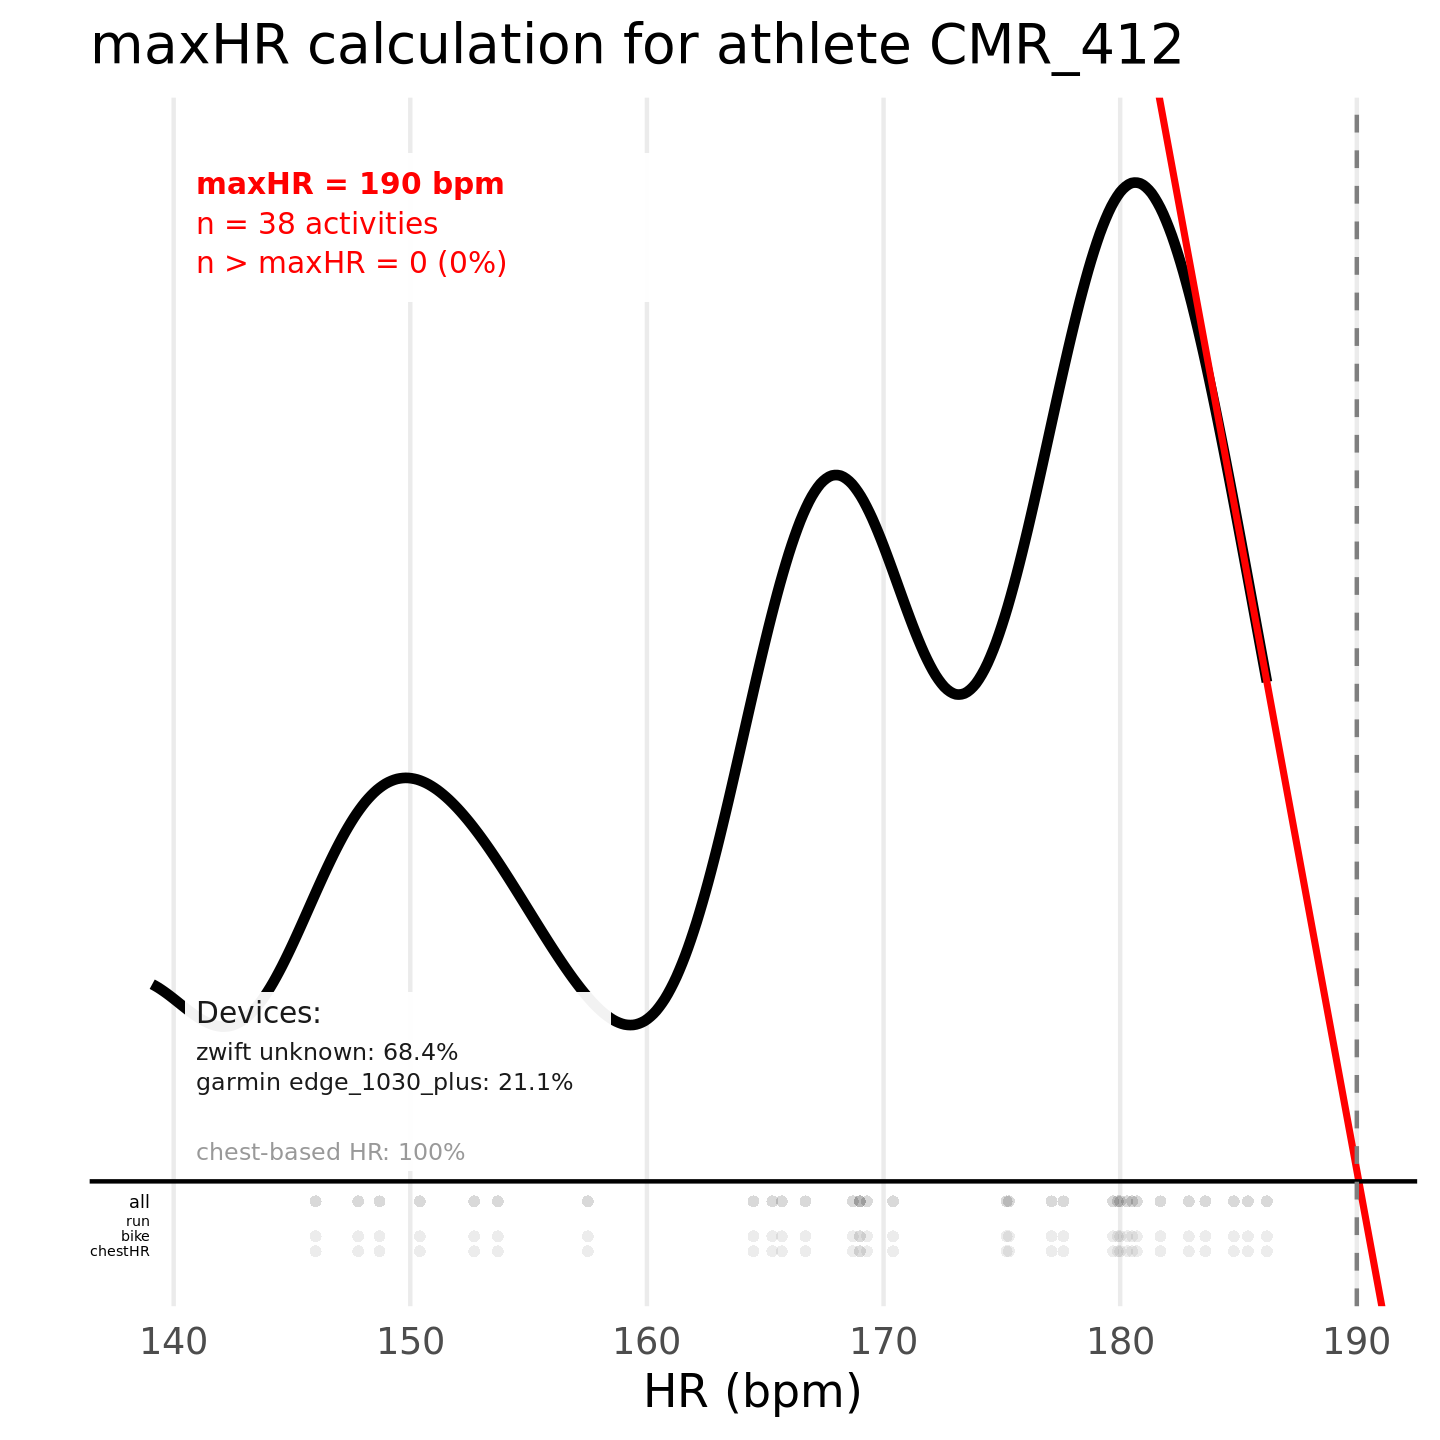 maxHR calculation for athlete CMR_412
maxHR = 190 bpm
n = 38 activities
n > maxHR = 0 (0%)
Devices:
zwift unknown: 68.4%
garmin edge_1030_plus: 21.1%
chest-based HR: 100%
all
run
bike
chestHR
140 150 160 170 180 190
HR (bpm)